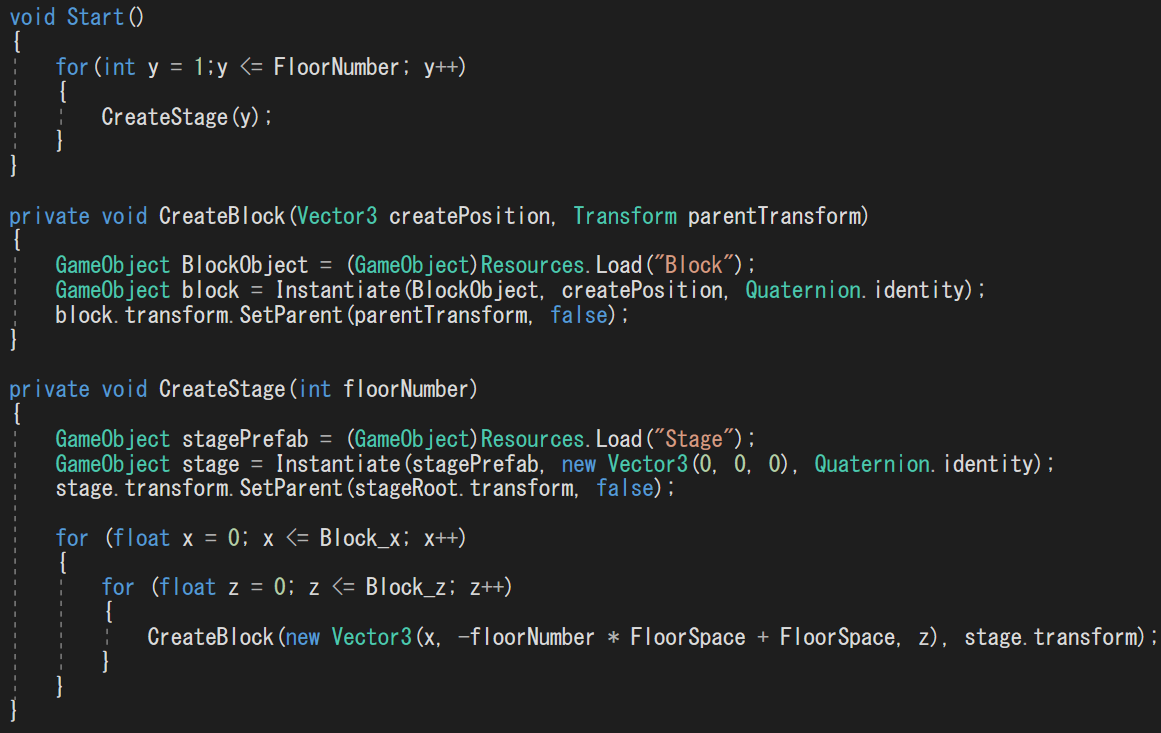 void Start()
{
    for(int y = 1;y <= FloorNumber; y++)
    {
        CreateStage(y);
    }
}

private void CreateBlock(Vector3 createPosition, Transform parentTransform)
{
    GameObject BlockObject = (GameObject)Resources.Load("Block");
    GameObject block = Instantiate(BlockObject, createPosition, Quaternion.identity);
    block.transform.SetParent(parentTransform, false);
}

private void CreateStage(int floorNumber)
{
    GameObject stagePrefab = (GameObject)Resources.Load("Stage");
    GameObject stage = Instantiate(stagePrefab, new Vector3(0, 0, 0), Quaternion.identity);
    stage.transform.SetParent(stageRoot.transform, false);

    for (float x = 0; x <= Block_x; x++)
    {
        for (float z = 0; z <= Block_z; z++)
        {
            CreateBlock(new Vector3(x, -floorNumber * FloorSpace + FloorSpace, z), stage.transform);
        }
    }
}